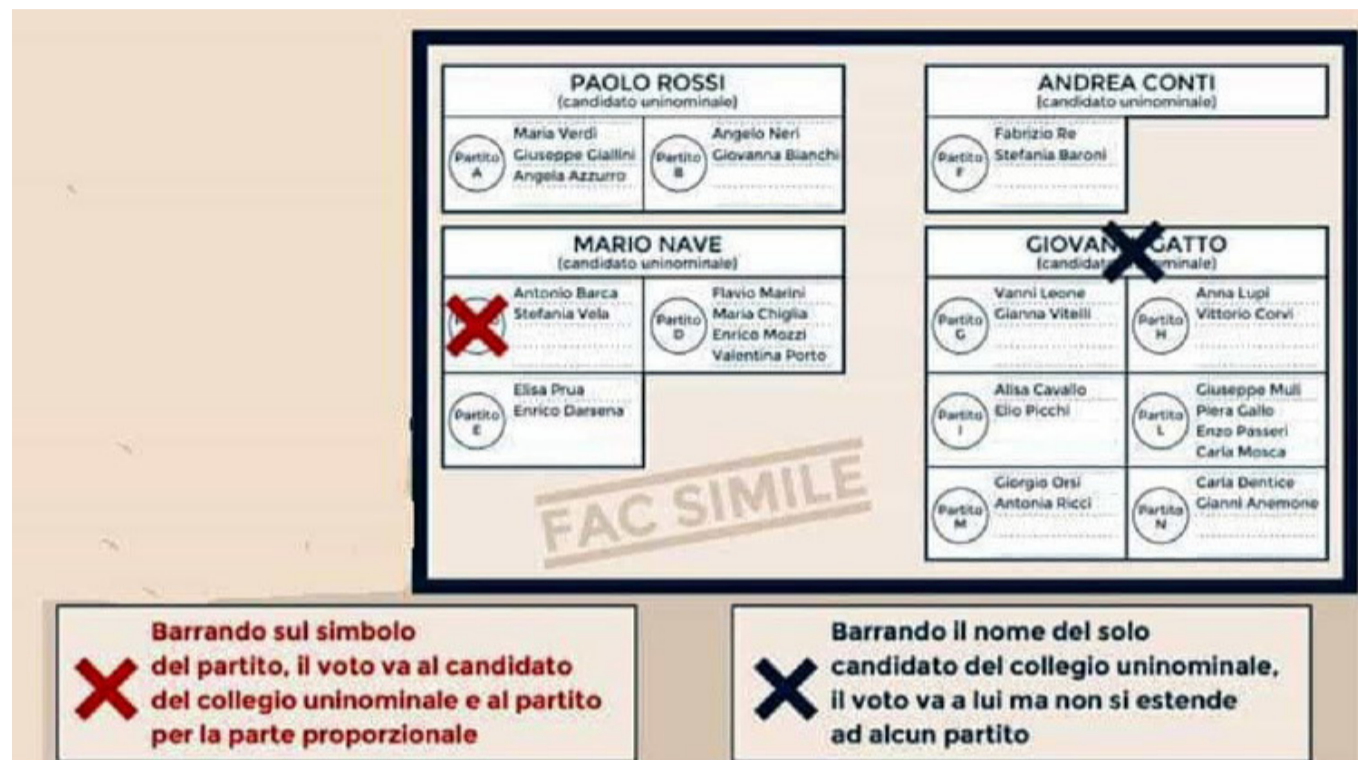 PAOLO ROSSI
(candidato uninominale)
Partito A
Maria Verdi
Giuseppe Giallini
Angela Azzurro
Partito B
Angelo Neri
Giovanna Bianchi
ANDREA CONTI
(candidato uninominale)
Partito F
Fabrizio Re
Stefania Baroni
MARIO NAVE
(candidato uninominale)
Antonio Barca
Stefania Vela
Partito D
Flavio Marini
Maria Chiglia
Enrico Mozzi
Valentina Porto
Partito E
Elisa Prua
Enrico Darsena
GATTO
Partito G
Vanni Leone
Gianna Vitelli
Partito H
Anna Lupi
Vittorio Corvi
Partito I
Alisa Cavallo
Elio Picchi
Partito L
Giuseppe Muli
Piera Gallo
Enzo Passeri
Carla Mosca
Partito M
Giorgio Orsi
Antonia Ricci
Partito N
Carla Dentice
Gianni Anemone
FAC SIMILE
Barrando sul simbolo
del partito, il voto va al candidato
del collegio uninominale e al partito
per la parte proporzionale
Barrando il nome del solo
candidato del collegio uninominale,
il voto va a lui ma non si estende
ad alcun partito